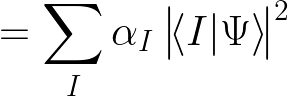 = \sum_{I} \alpha_I \left| \langle I | \Psi \rangle \right|^2